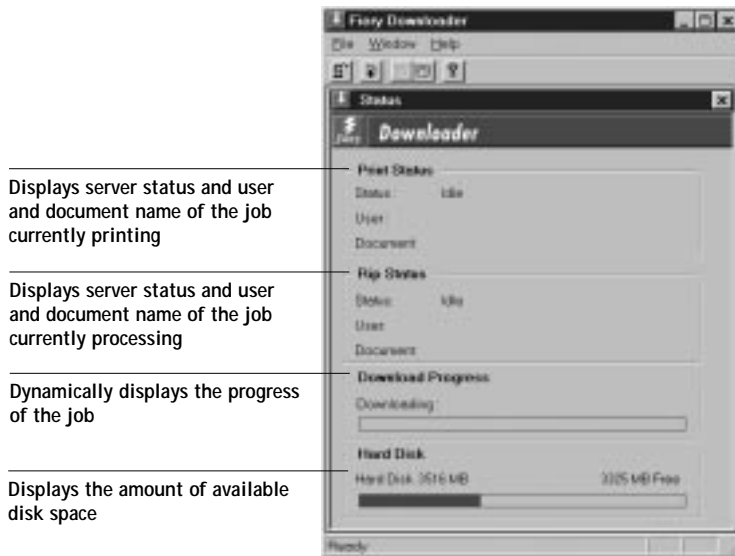 Fiery Downloader
File Window Help
Status
fiery Downloader
Displays server status and user
and document name of the job
currently printing
Print Status
Status: Idle
User:
Document:
Displays server status and user
and document name of the job
currently processing
Rip Status
Status: Idle
User:
Document:
Dynamically displays the progress
of the job
Download Progress
Downloading:
Displays the amount of available
disk space
Hard Disk
Hard Disk: 3516 MB 3325 MB Free
Ready